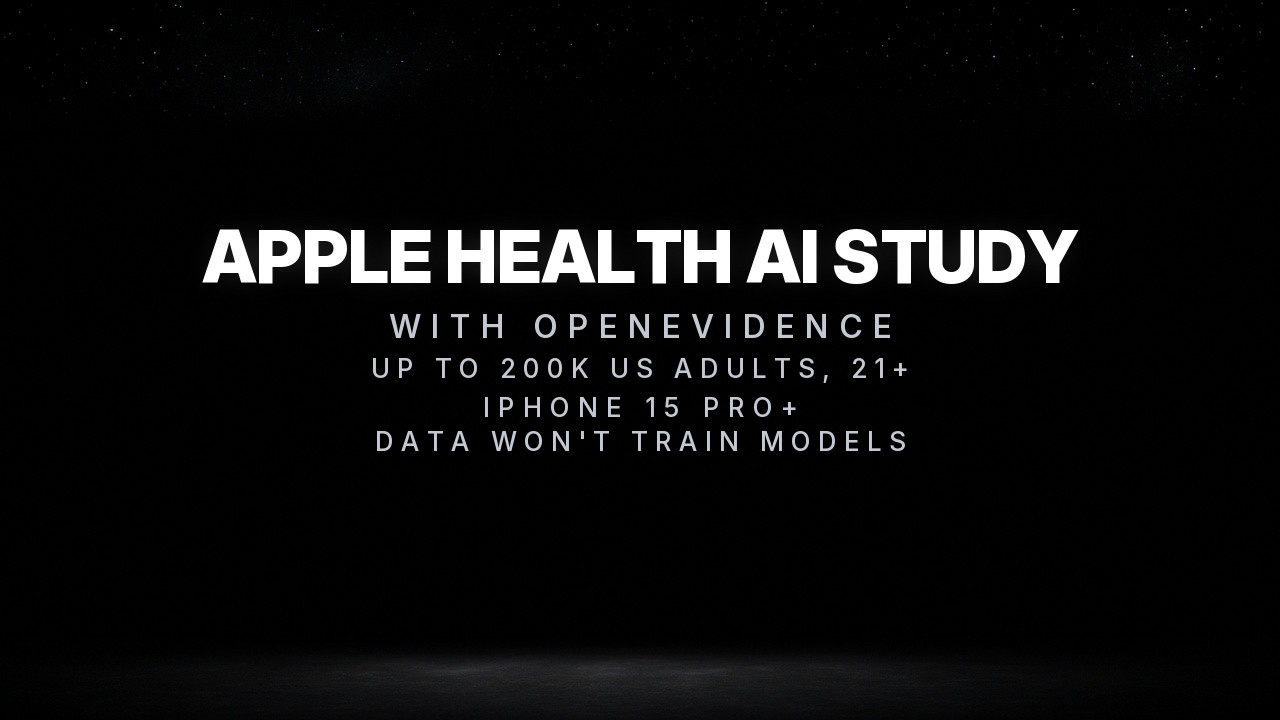 APPLE HEALTH AI STUDY
WITH OPENEVIDENCE
UP TO 200K US ADULTS, 21+
IPHONE 15 PRO+
DATA WON'T TRAIN MODELS